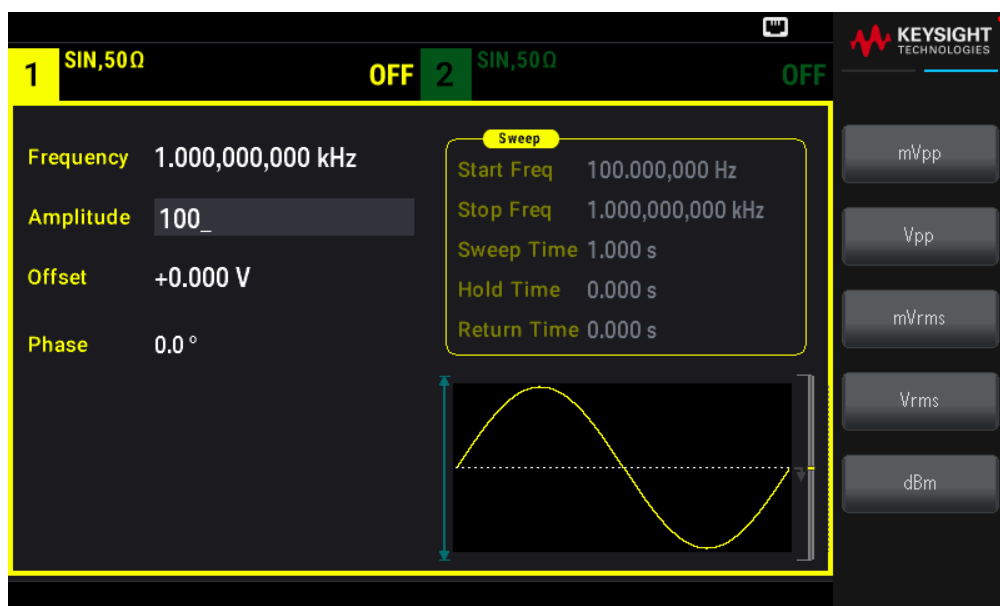 KEYSIGHT
TECHNOLOGIES
1 SIN,50Ω OFF 2 SIN,50Ω OFF
Frequency 1.000,000,000 kHz
Amplitude 100_
Offset +0.000 V
Phase 0.0 °
Sweep
Start Freq 100.000,000 Hz
Stop Freq 1.000,000,000 kHz
Sweep Time 1.000 s
Hold Time 0.000 s
Return Time 0.000 s
mVpp
Vpp
mVrms
Vrms
dBm